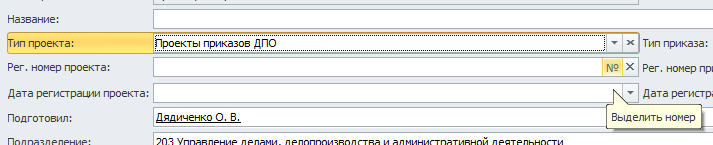 Название:
Тип проекта: Проекты приказов ДПО Тип приказа:
Рег. номер проекта: № Рег. номер пр
Дата регистрации проекта: Дата регистра
Выделить номер
Подготовил: Дядиченко О. В.
Подразделение: 203 Управление делами, делопроизводства и административной деятельности